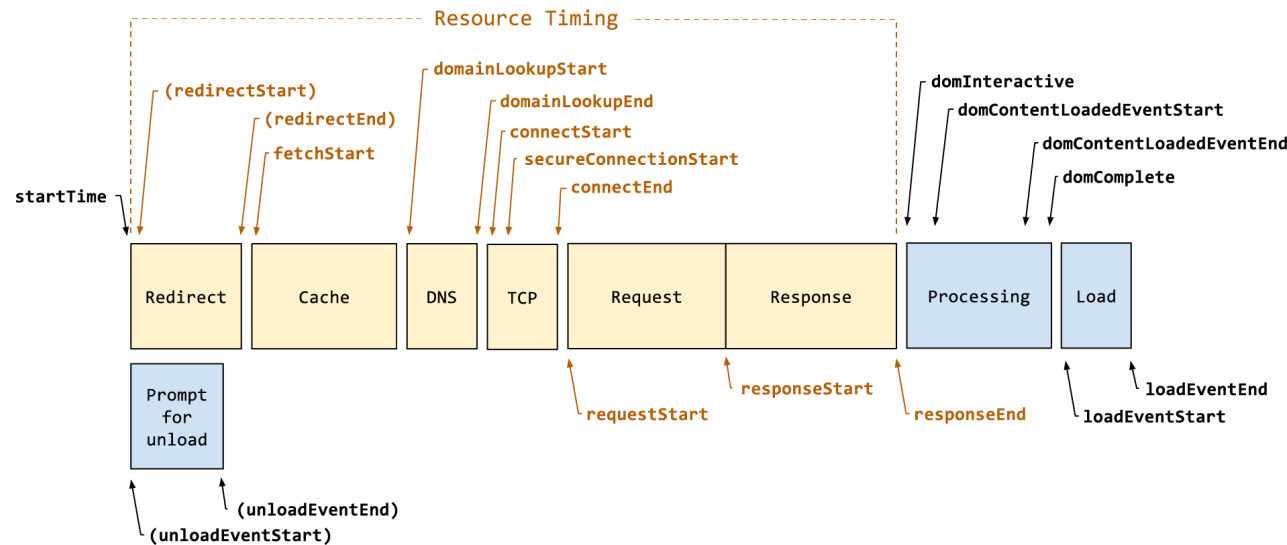 Resource Timing
domainLookupStart
domInteractive
(redirectStart)
domainLookupEnd
domContentLoadedEventStart
(redirectEnd)
connectStart
domContentLoadedEventEnd
fetchStart
secureConnectionStart
domComplete
connectEnd
startTime
Redirect
Cache
DNS
TCP
Request
Response
Processing
Load
Prompt
for
unload
responseStart
loadEventEnd
requestStart
responseEnd
loadEventStart
(unloadEventEnd)
(unloadEventStart)